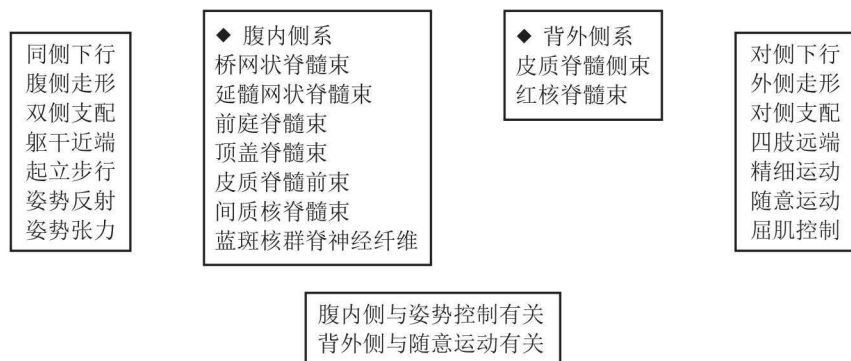 同侧下行
腹侧走形
双侧支配
躯干近端
起立步行
姿势反射
姿势张力
◆ 腹内侧系
桥网状脊髓束
延髓网状脊髓束
前庭脊髓束
顶盖脊髓束
皮质脊髓前束
间质核脊髓束
蓝斑核群脊神经纤维
◆ 背外侧系
皮质脊髓侧束
红核脊髓束
对侧下行
外侧走形
对侧支配
四肢远端
精细运动
随意运动
屈肌控制
腹内侧与姿势控制有关
背外侧与随意运动有关